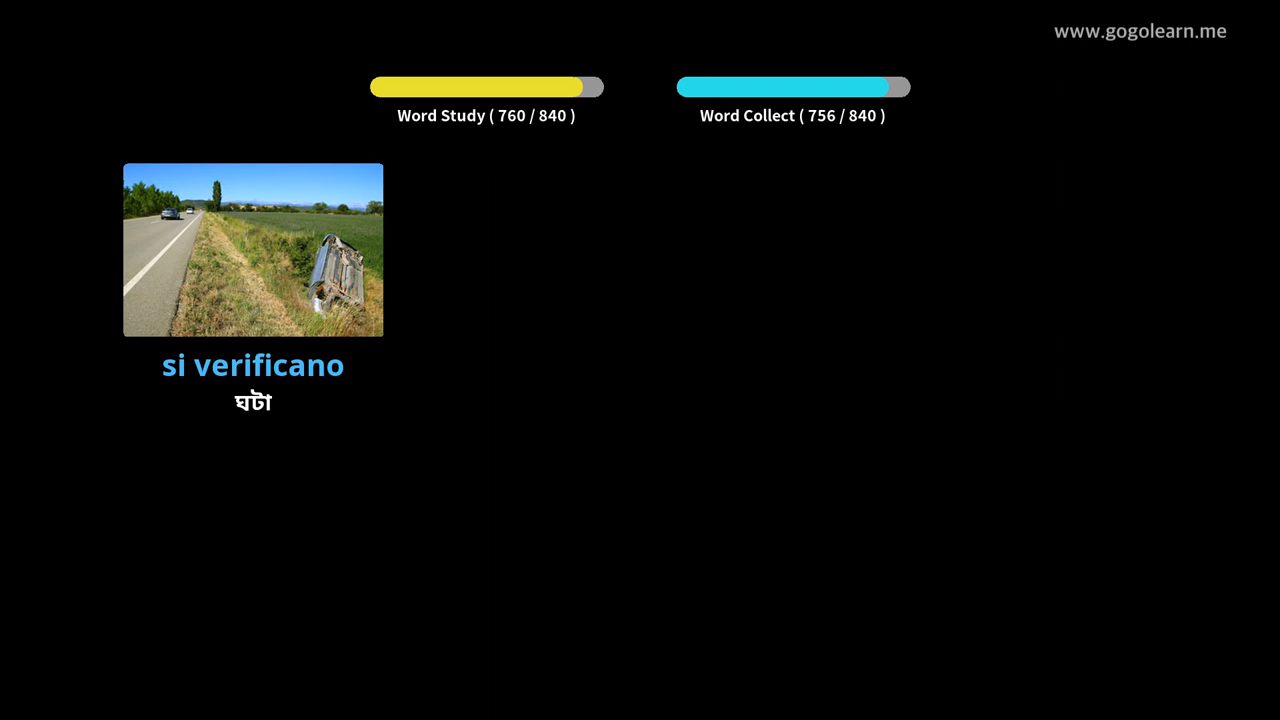 www.gogolearn.me
Word Study ( 760 / 840 )
Word Collect ( 756 / 840 )
si verificano
ঘটা